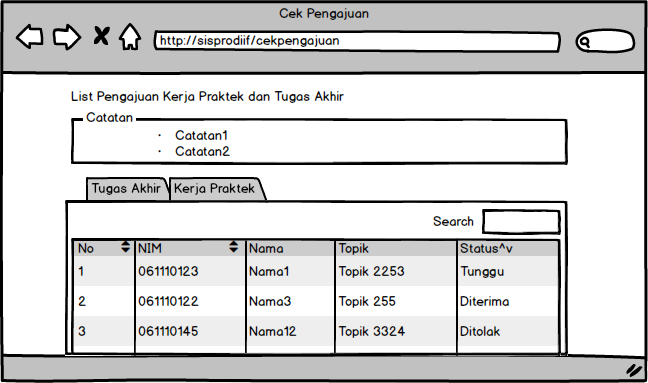 Cek Pengajuan
http://sisprodiif/cekpengajuan
List Pengajuan Kerja Praktek dan Tugas Akhir
Catatan
· Catatan1
· Catatan2
Tugas Akhir Kerja Praktek
Search
No NIM Nama Topik Status^v
1 061110123 Nama1 Topik 2253 Tunggu
2 061110122 Nama3 Topik 255 Diterima
3 061110145 Nama12 Topik 3324 Ditolak